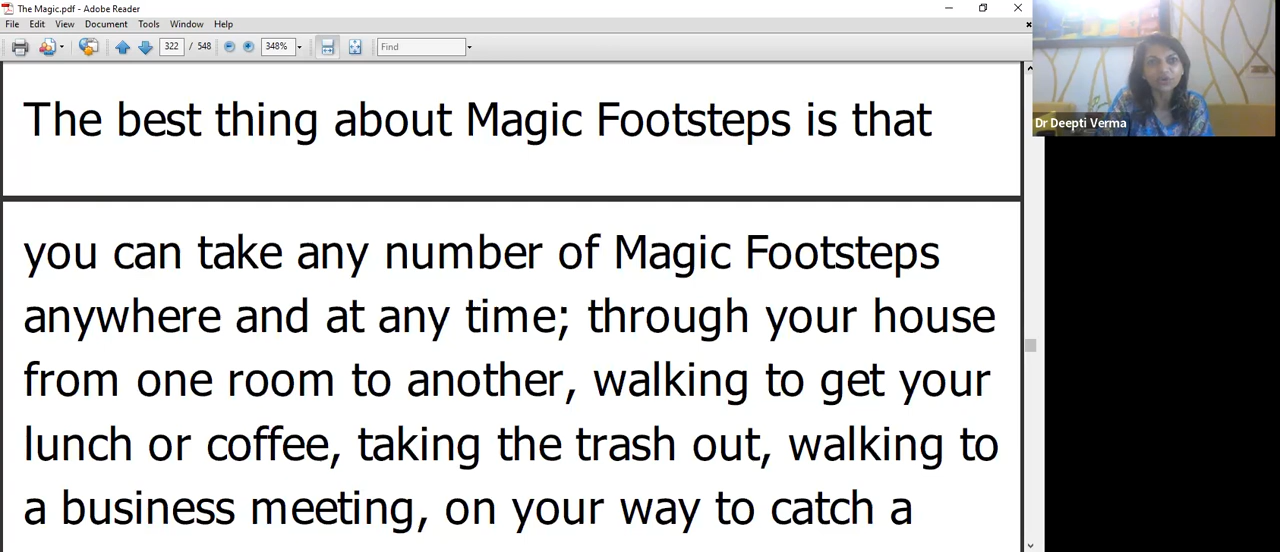 The Magic.pdf - Adobe Reader
File Edit View Document Tools Window Help
322 / 548 348% Find
The best thing about Magic Footsteps is that
you can take any number of Magic Footsteps
anywhere and at any time; through your house
from one room to another, walking to get your
lunch or coffee, taking the trash out, walking to
a business meeting, on your way to catch a
Dr Deepti Verma